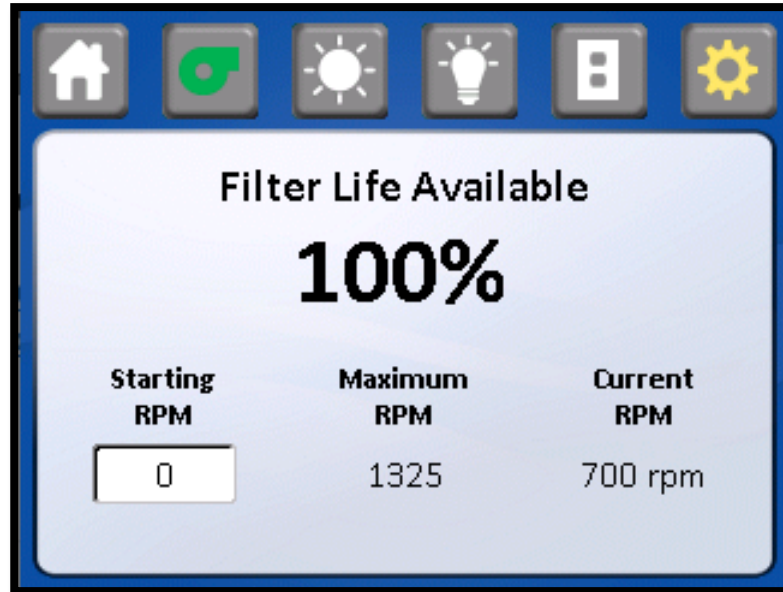 Filter Life Available
100%
Starting RPM
Maximum RPM
Current RPM
0
1325
700 rpm